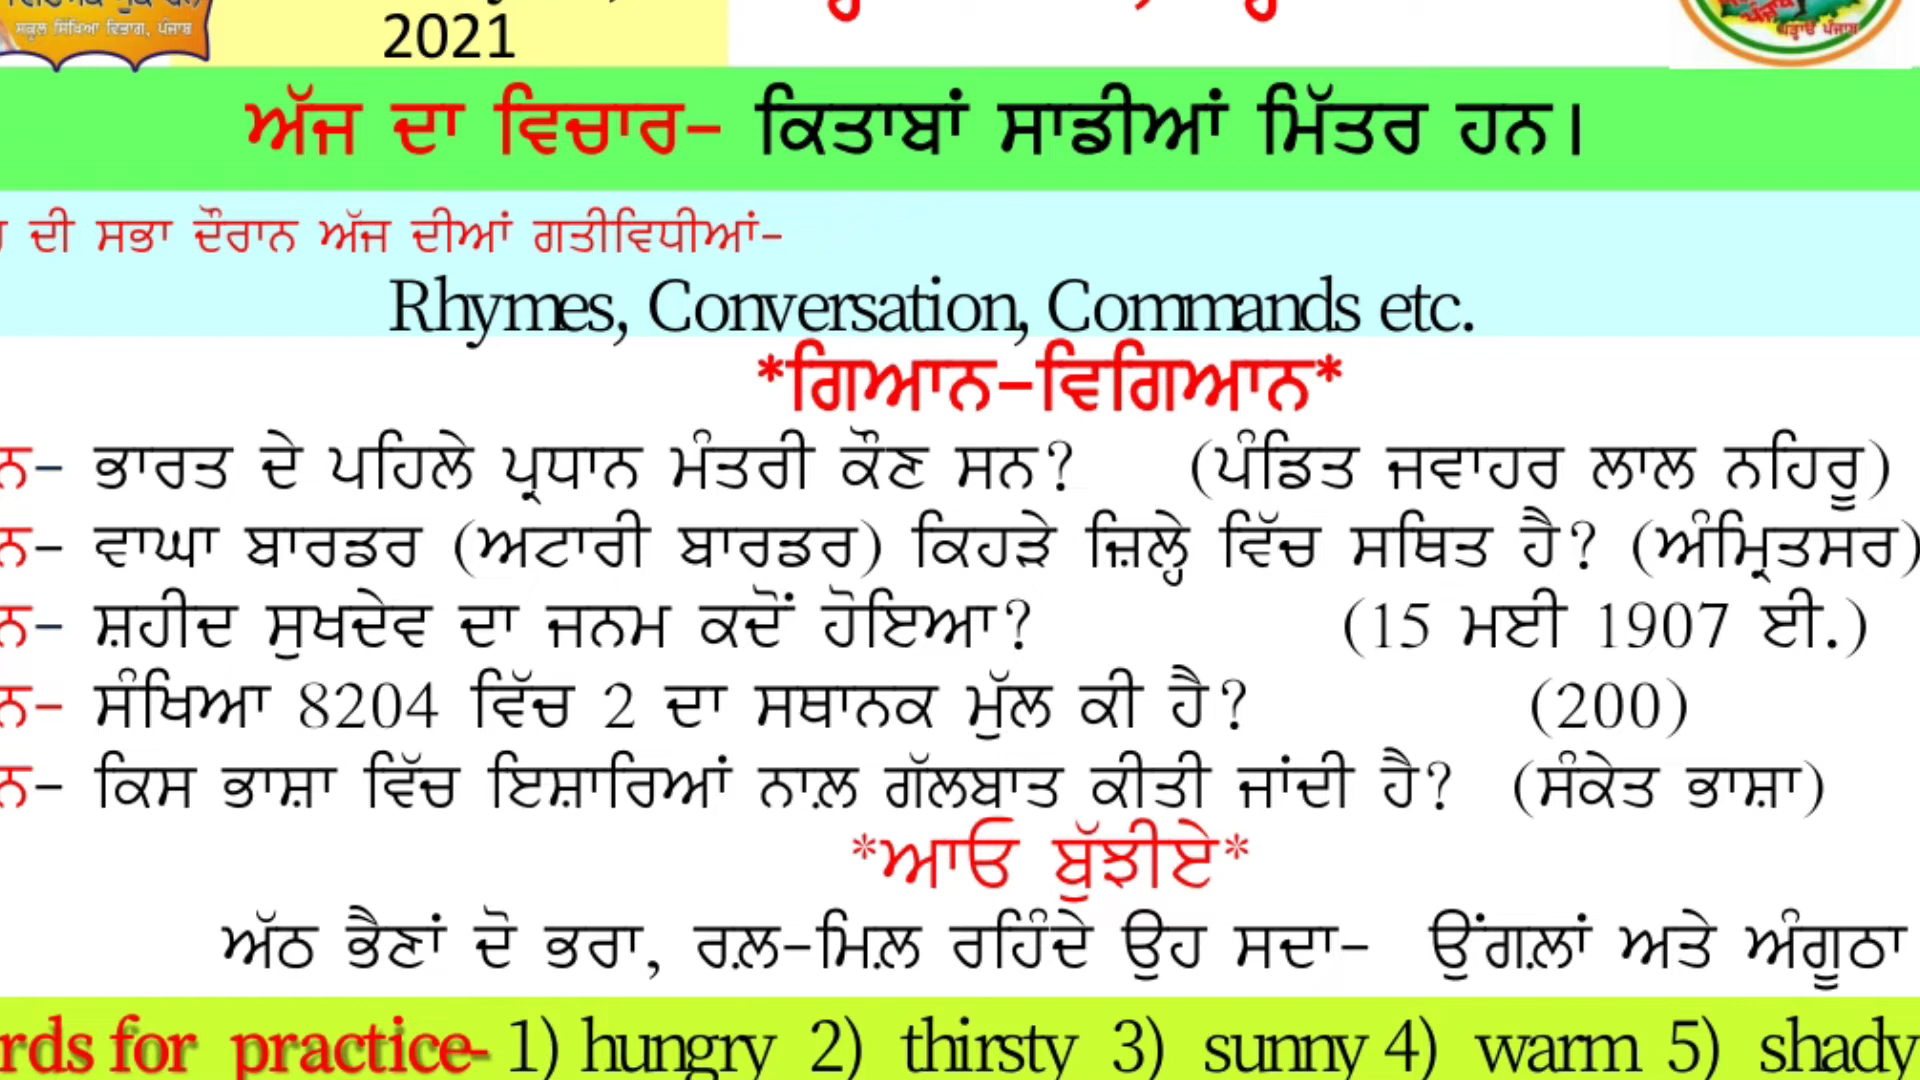 ਸਕੂਲ ਸਿੱਖਿਆ ਵਿਭਾਗ, ਪੰਜਾਬ
2021
ਪੜ੍ਹਾਓ ਪੰਜਾਬ
ਅੱਜ ਦਾ ਵਿਚਾਰ– ਕਿਤਾਬਾਂ ਸਾਡੀਆਂ ਮਿੱਤਰ ਹਨ।
ਦੀ ਸਭਾ ਦੌਰਾਨ ਅੱਜ ਦੀਆਂ ਗਤੀਵਿਧੀਆਂ–
Rhymes, Conversation, Commands etc.
*ਗਿਆਨ–ਵਿਗਿਆਨ*
ਨ– ਭਾਰਤ ਦੇ ਪਹਿਲੇ ਪ੍ਰਧਾਨ ਮੰਤਰੀ ਕੌਣ ਸਨ? (ਪੰਡਿਤ ਜਵਾਹਰ ਲਾਲ ਨਹਿਰੂ)
ਨ– ਵਾਘਾ ਬਾਰਡਰ (ਅਟਾਰੀ ਬਾਰਡਰ) ਕਿਹੜੇ ਜ਼ਿਲ੍ਹੇ ਵਿੱਚ ਸਥਿਤ ਹੈ? (ਅੰਮ੍ਰਿਤਸਰ)
ਨ– ਸ਼ਹੀਦ ਸੁਖਦੇਵ ਦਾ ਜਨਮ ਕਦੋਂ ਹੋਇਆ? (15 ਮਈ 1907 ਈ.)
ਨ– ਸੰਖਿਆ 8204 ਵਿੱਚ 2 ਦਾ ਸਥਾਨਕ ਮੁੱਲ ਕੀ ਹੈ? (200)
ਨ– ਕਿਸ ਭਾਸ਼ਾ ਵਿੱਚ ਇਸ਼ਾਰਿਆਂ ਨਾਲ਼ ਗੱਲਬਾਤ ਕੀਤੀ ਜਾਂਦੀ ਹੈ? (ਸੰਕੇਤ ਭਾਸ਼ਾ)
*ਆਓ ਬੁੱਝੀਏ*
ਅੱਠ ਭੈਣਾਂ ਦੋ ਭਰਾ, ਰਲ਼–ਮਿਲ਼ ਰਹਿੰਦੇ ਉਹ ਸਦਾ– ਉਂਗਲ਼ਾਂ ਅਤੇ ਅੰਗੂਠਾ
rds for practice- 1) hungry 2) thirsty 3) sunny 4) warm 5) shady